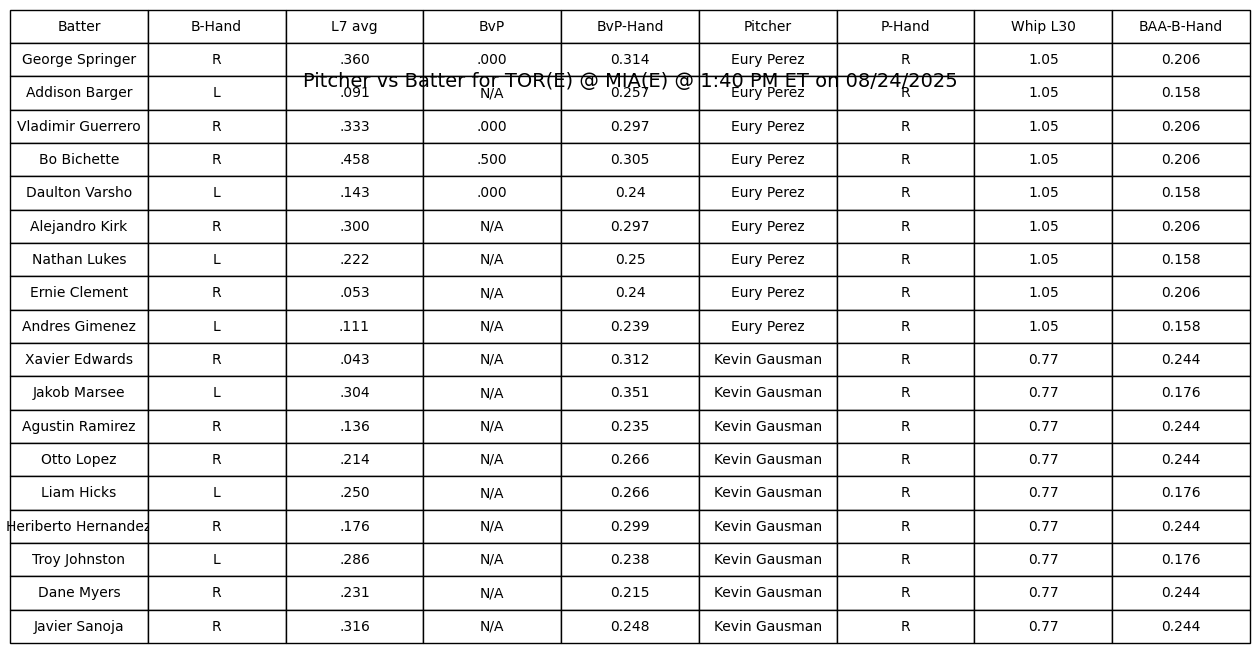 Batter B-Hand L7 avg BvP BvP-Hand Pitcher P-Hand Whip L30 BAA-B-Hand
George Springer R .360 .000 0.314 Eury Perez R 1.05 0.206
Pitcher vs Batter for TOR(E) @ MIA(E) @ 1:40 PM ET on 08/24/2025
Addison Barger L .091 N/A 0.257 Eury Perez R 1.05 0.158
Vladimir Guerrero R .333 .000 0.297 Eury Perez R 1.05 0.206
Bo Bichette R .458 .500 0.305 Eury Perez R 1.05 0.206
Daulton Varsho L .143 .000 0.24 Eury Perez R 1.05 0.158
Alejandro Kirk R .300 N/A 0.297 Eury Perez R 1.05 0.206
Nathan Lukes L .222 N/A 0.25 Eury Perez R 1.05 0.158
Ernie Clement R .053 N/A 0.24 Eury Perez R 1.05 0.206
Andres Gimenez L .111 N/A 0.239 Eury Perez R 1.05 0.158
Xavier Edwards R .043 N/A 0.312 Kevin Gausman R 0.77 0.244
Jakob Marsee L .304 N/A 0.351 Kevin Gausman R 0.77 0.176
Agustin Ramirez R .136 N/A 0.235 Kevin Gausman R 0.77 0.244
Otto Lopez R .214 N/A 0.266 Kevin Gausman R 0.77 0.244
Liam Hicks L .250 N/A 0.266 Kevin Gausman R 0.77 0.176
Heriberto Hernandez R .176 N/A 0.299 Kevin Gausman R 0.77 0.244
Troy Johnston L .286 N/A 0.238 Kevin Gausman R 0.77 0.176
Dane Myers R .231 N/A 0.215 Kevin Gausman R 0.77 0.244
Javier Sanoja R .316 N/A 0.248 Kevin Gausman R 0.77 0.244